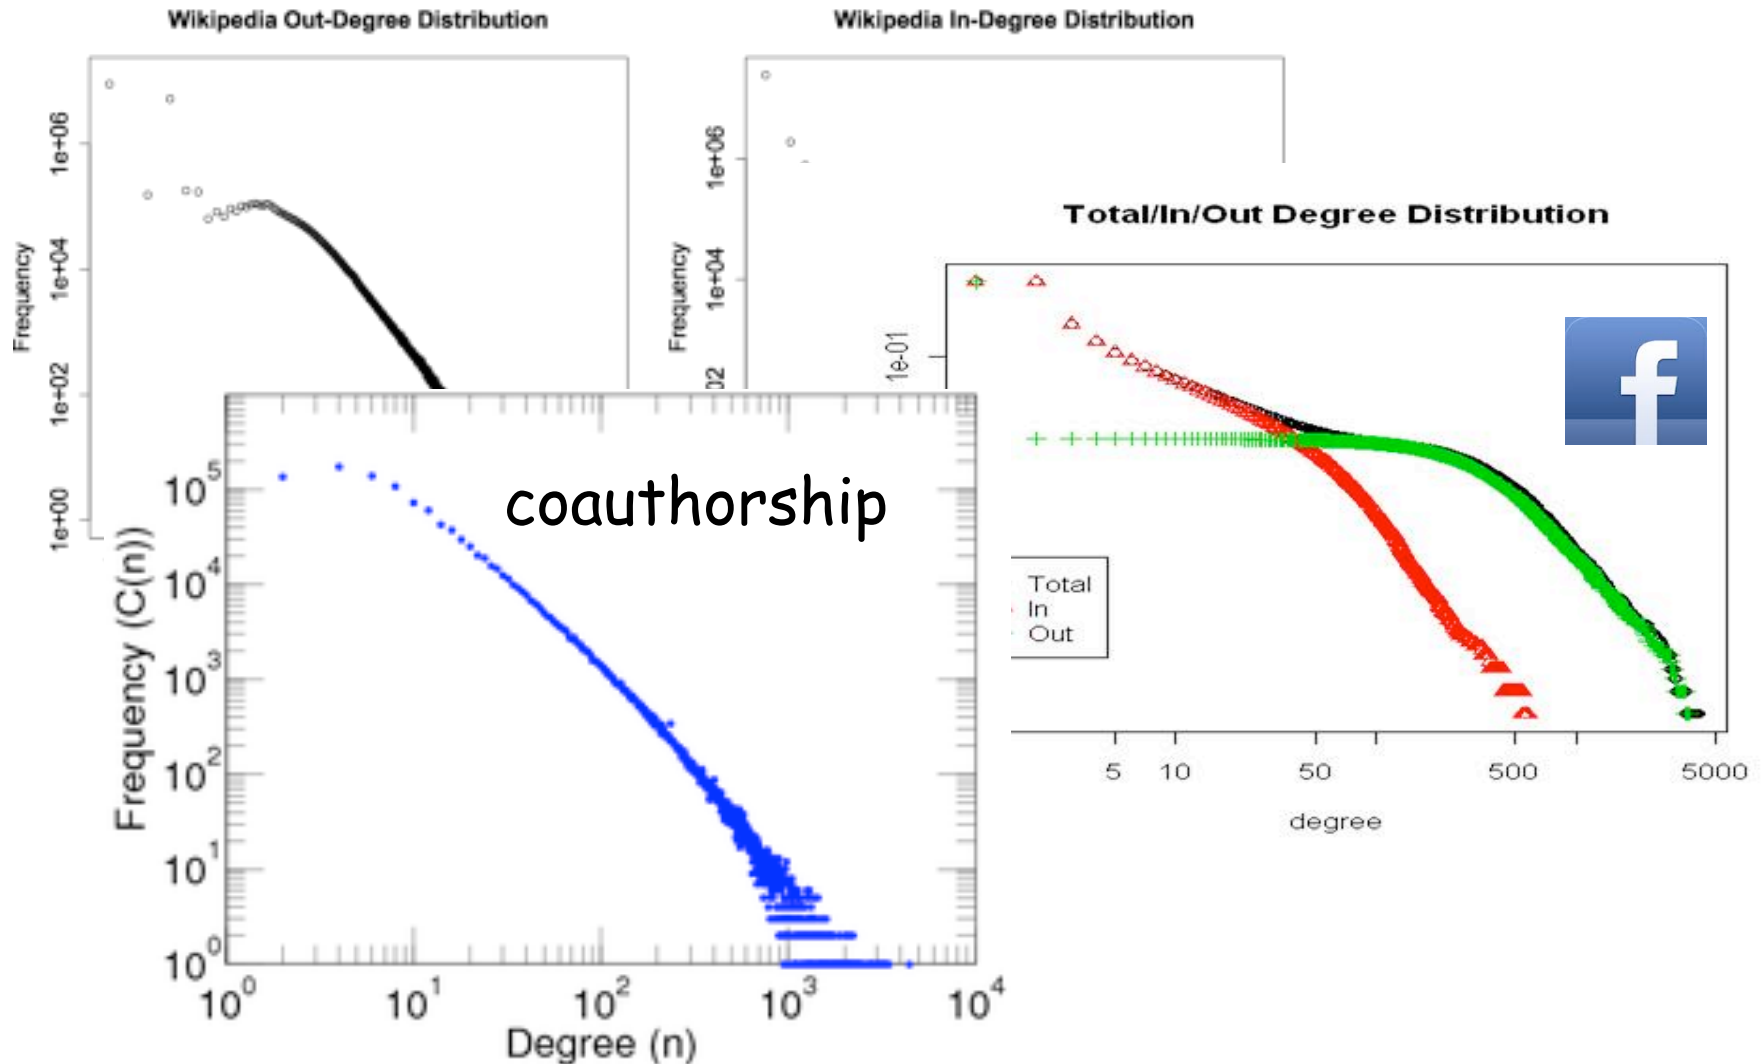 Wikipedia Out-Degree Distribution
Wikipedia In-Degree Distribution
Frequency
1e+06
1e+04
1e+02
1e+00
Frequency
1e+06
1e+04
02
Total/In/Out Degree Distribution
1e-01
f
Total
In
Out
5 10 50 500 5000
degree
coauthorship
Frequency (C(n))
10^5
10^4
10^3
10^2
10^1
10^0
10^0 10^1 10^2 10^3 10^4
Degree (n)